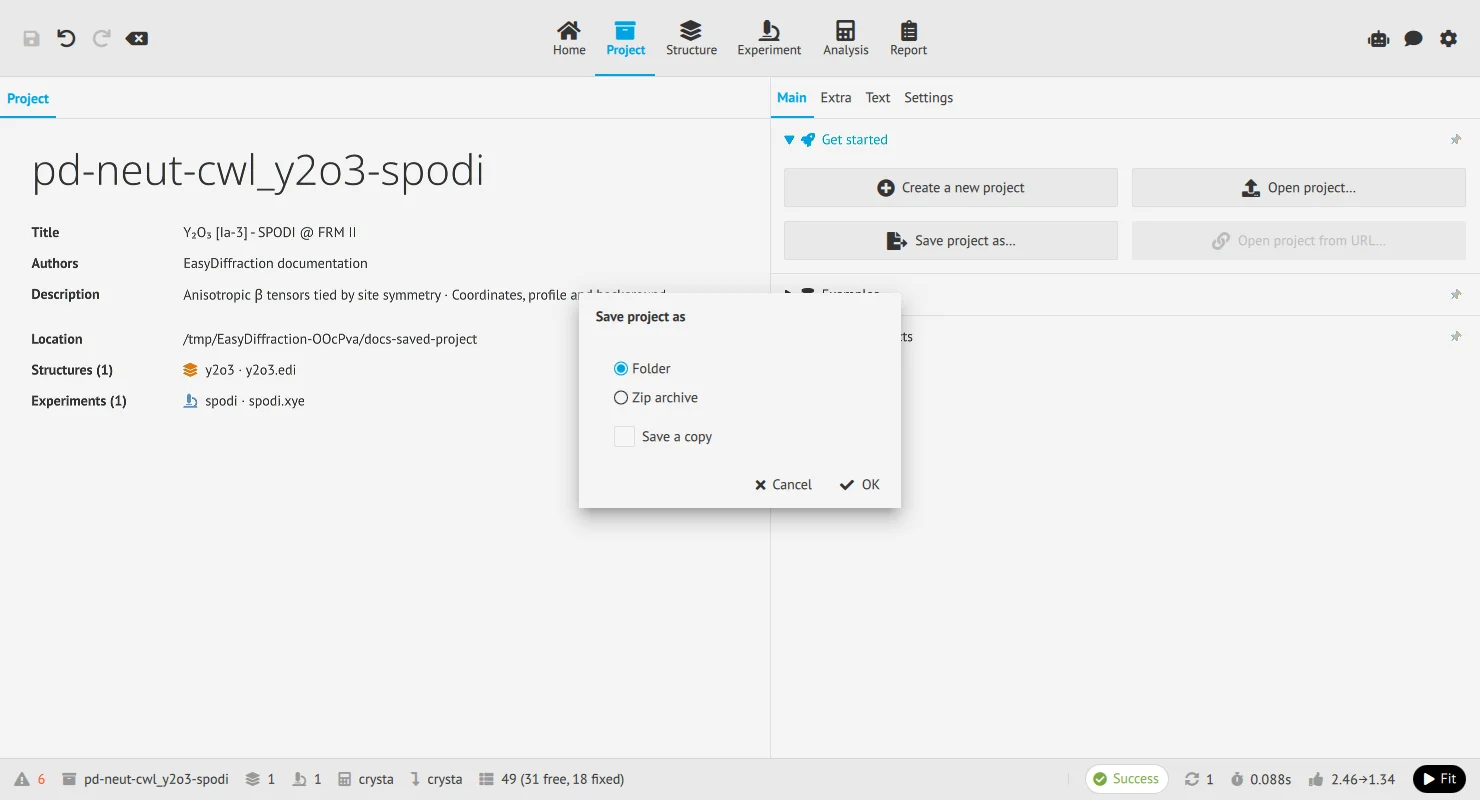 Home
Project
Structure
Experiment
Analysis
Report
Project
Main
Extra
Text
Settings
pd-neut-cwl_y2o3-spodi
Title
Y₂O₃ [Ia-3] - SPODI @ FRM II
Authors
EasyDiffraction documentation
Description
Anisotropic β tensors tied by site symmetry · Coordinates, profile and background
Location
/tmp/EasyDiffraction-OOcPva/docs-saved-project
Structures (1)
y2o3 · y2o3.edi
Experiments (1)
spodi · spodi.xye
Get started
Create a new project
Open project...
Save project as...
Open project from URL...
Examples
Save project as
Folder
Zip archive
Save a copy
Cancel
OK
6
pd-neut-cwl_y2o3-spodi
1
1
crysta
crysta
49 (31 free, 18 fixed)
Success
1
0.088s
2.46→1.34
Fit